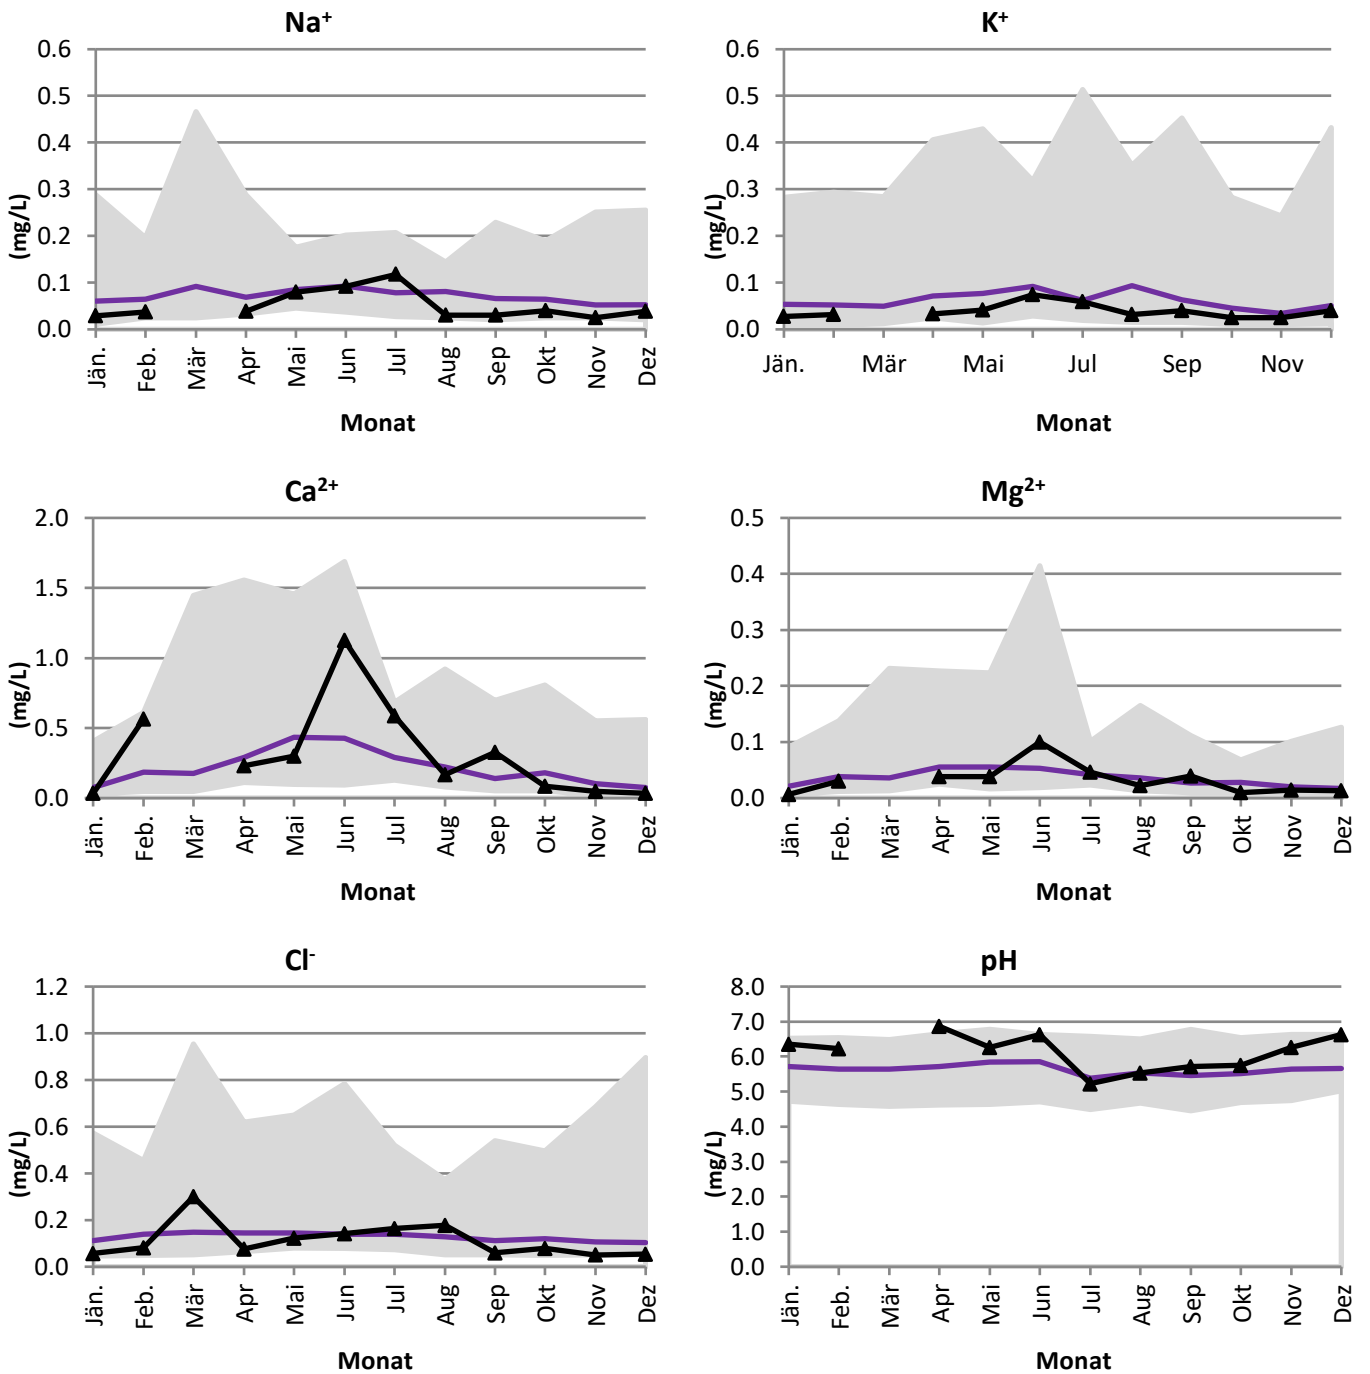 Na⁺
0.6
0.5
0.4
0.3
0.2
0.1
0.0
(mg/L)
Jän.
Feb.
Mär
Apr
Mai
Jun
Jul
Aug
Sep
Okt
Nov
Dez
Monat
K⁺
0.6
0.5
0.4
0.3
0.2
0.1
0.0
(mg/L)
Jän.
Mär
Mai
Jul
Sep
Nov
Monat
Ca²⁺
2.0
1.5
1.0
0.5
0.0
(mg/L)
Jän.
Feb.
Mär
Apr
Mai
Jun
Jul
Aug
Sep
Okt
Nov
Dez
Monat
Mg²⁺
0.5
0.4
0.3
0.2
0.1
0.0
(mg/L)
Jän.
Feb.
Mär
Apr
Mai
Jun
Jul
Aug
Sep
Okt
Nov
Dez
Monat
Cl⁻
1.2
1.0
0.8
0.6
0.4
0.2
0.0
(mg/L)
Jän.
Feb.
Mär
Apr
Mai
Jun
Jul
Aug
Sep
Okt
Nov
Dez
Monat
pH
8.0
7.0
6.0
5.0
4.0
3.0
2.0
1.0
0.0
(mg/L)
Jän.
Feb.
Mär
Apr
Mai
Jun
Jul
Aug
Sep
Okt
Nov
Dez
Monat